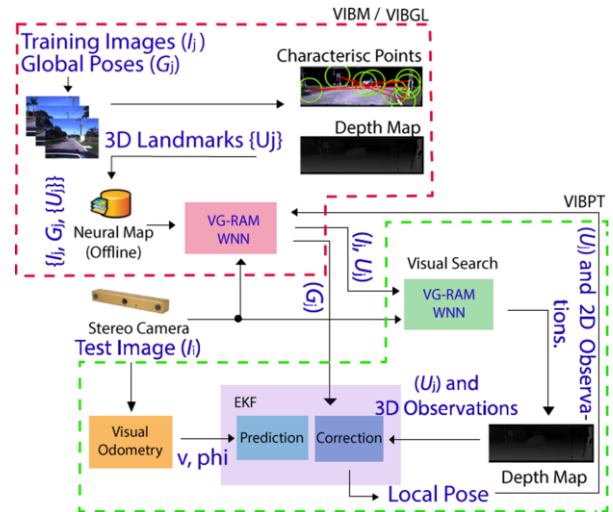 VIBM / VIBGL
Training Images (Ij)
Global Poses (Gj)
Characterisc Points
3D Landmarks {Uj}
Depth Map
{Ij, Gj, {Uj}}
Neural Map
(Offline)
VG-RAM
WNN
VIBPT
(Ij, Uj)
(Gj)
Visual Search
VG-RAM
WNN
(Uj) and 2D Observa-
tions.
Stereo Camera
Test Image (Ii)
EKF
(Uj) and
3D Observations
Visual
Odometry
v, phi
Prediction
Correction
Depth Map
Local Pose